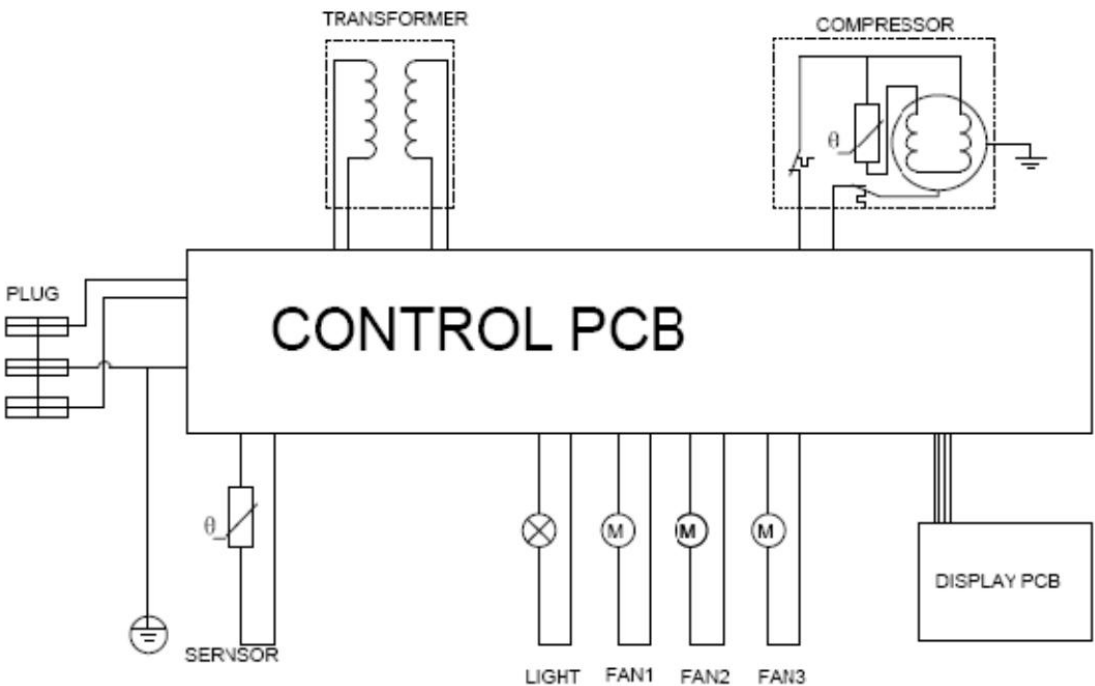 TRANSFORMER
COMPRESSOR
θ
PLUG
CONTROL PCB
θ
M
M
M
DISPLAY PCB
SERNSOR
LIGHT
FAN1
FAN2
FAN3